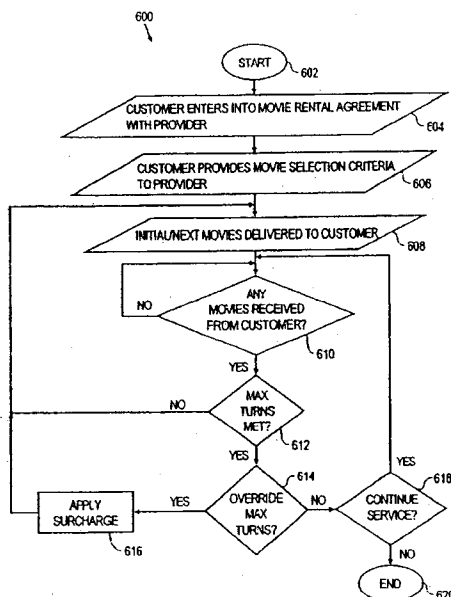 600
START
602
CUSTOMER ENTERS INTO MOVIE RENTAL AGREEMENT
WITH PROVIDER
604
CUSTOMER PROVIDES MOVIE SELECTION CRITERIA
TO PROVIDER
606
INITIAL/NEXT MOVIES DELIVERED TO CUSTOMER
608
NO
ANY
MOVIES RECEIVED
FROM CUSTOMER?
610
YES
NO
MAX
TURNS
MET?
612
YES
614
YES
618
APPLY
SURCHARGE
616
YES
OVERRIDE
MAX
TURNS?
NO
CONTINUE
SERVICE?
NO
END
620